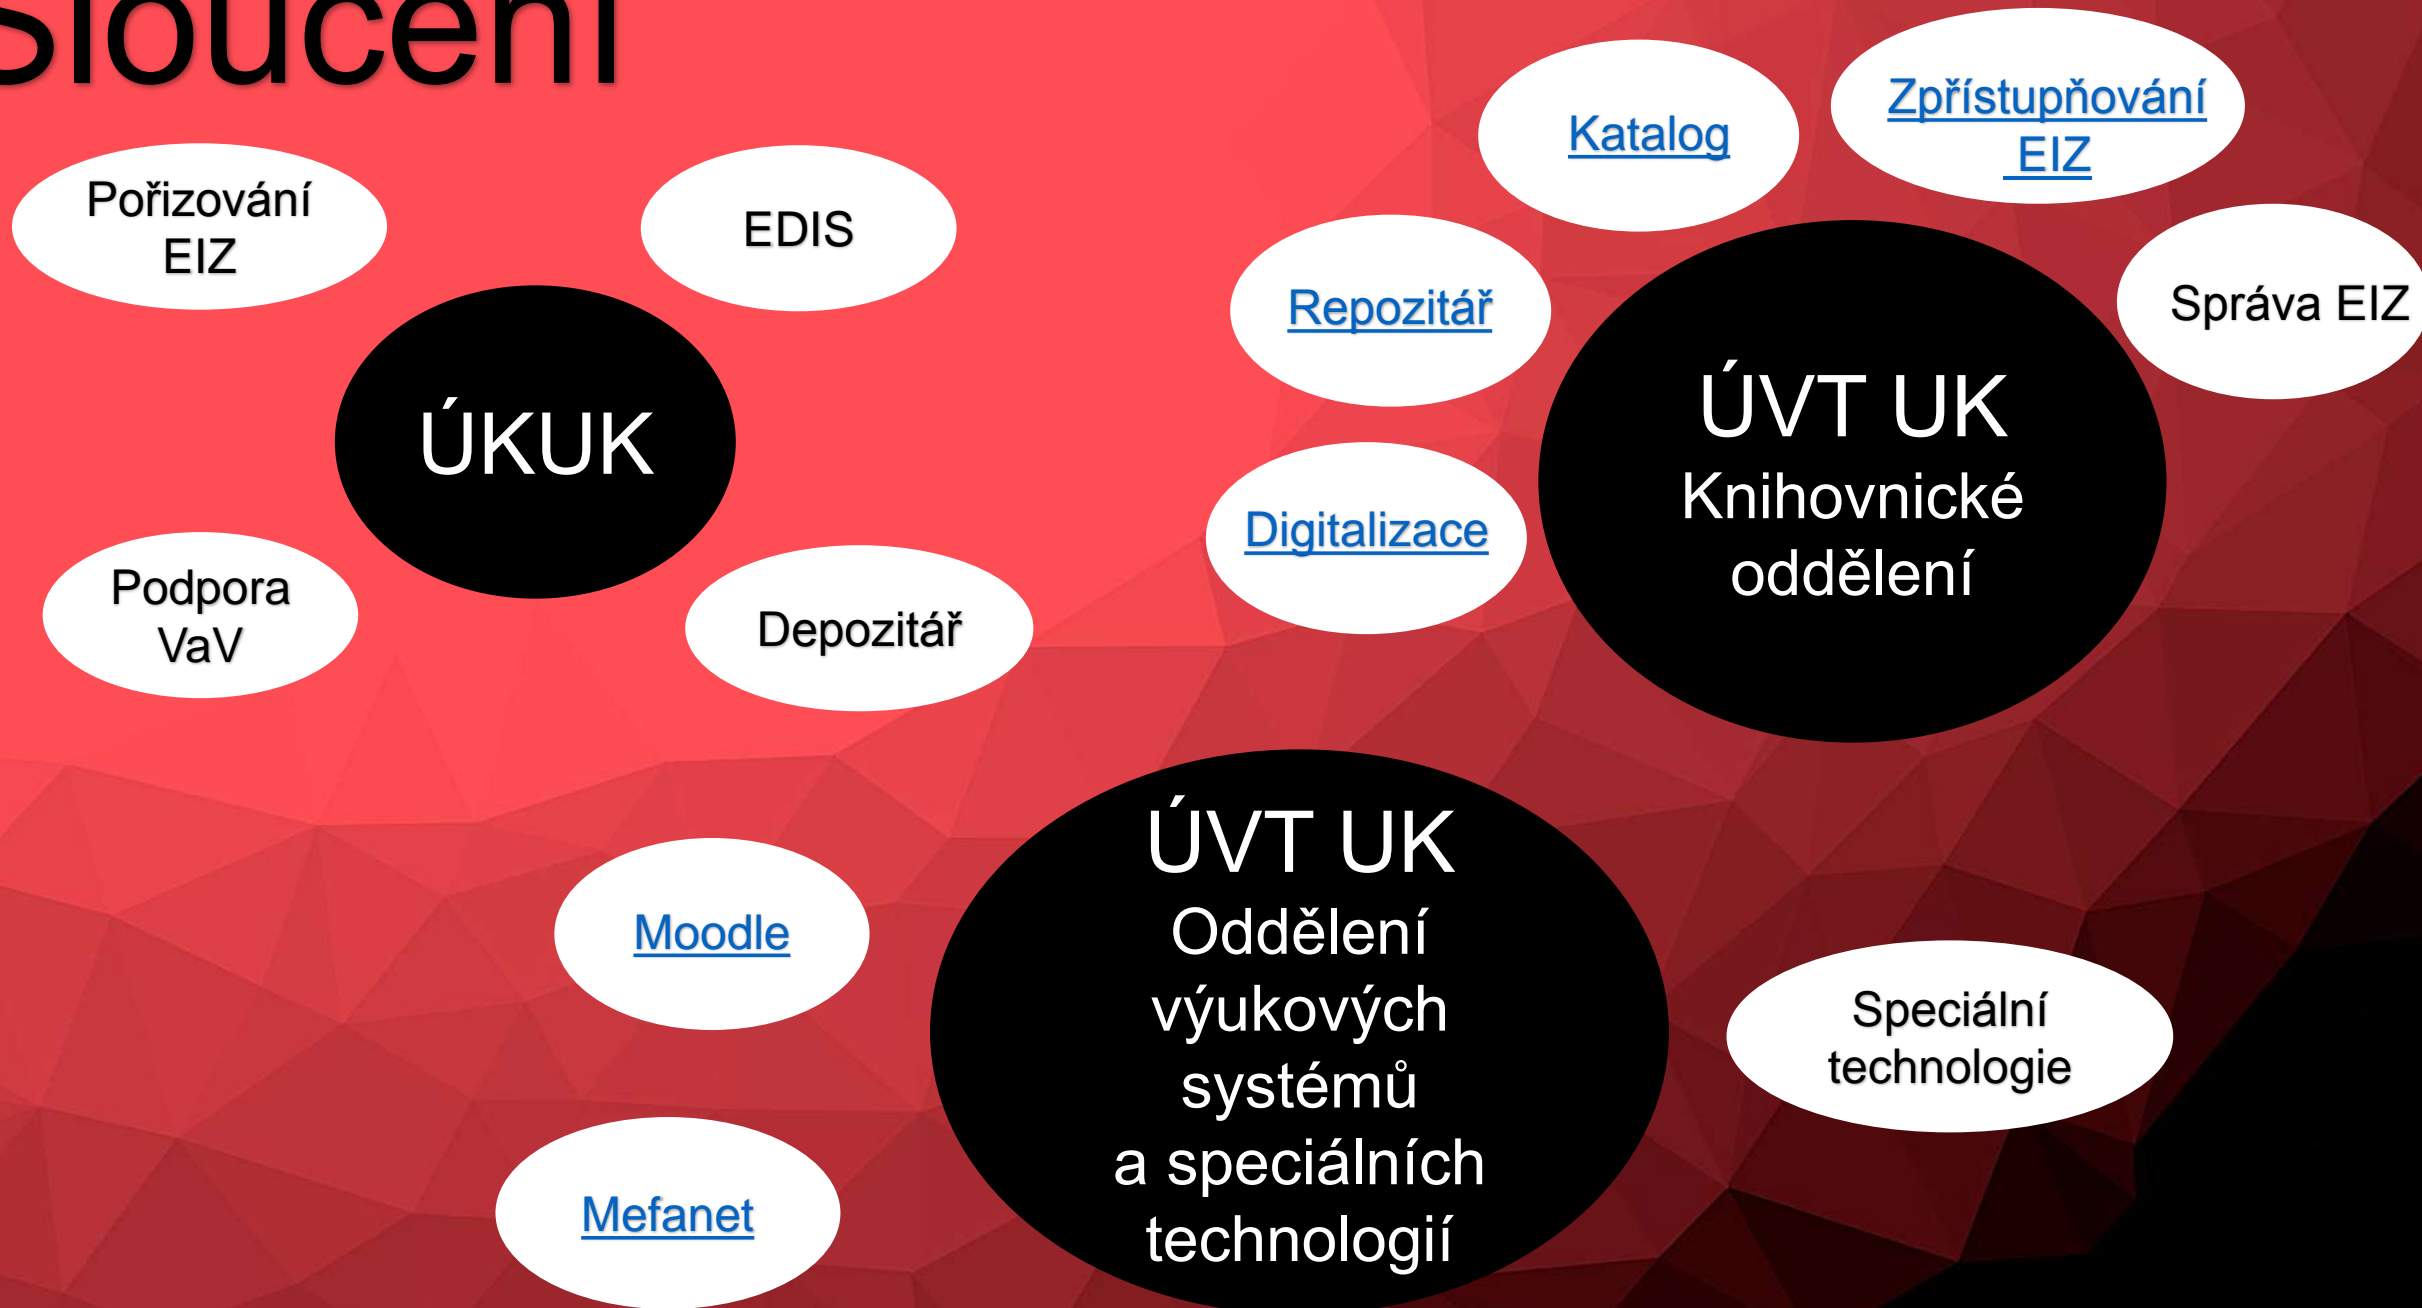 Sloučení
Pořizování
EIZ
EDIS
ÚKUK
Podpora
VaV
Depozitář
Katalog
Zpřístupňování
EIZ
Repozitář
Správa EIZ
Digitalizace
ÚVT UK
Knihovnické
oddělení
Moodle
Mefanet
ÚVT UK
Oddělení
výukových
systémů
a speciálních
technologií
Speciální
technologie